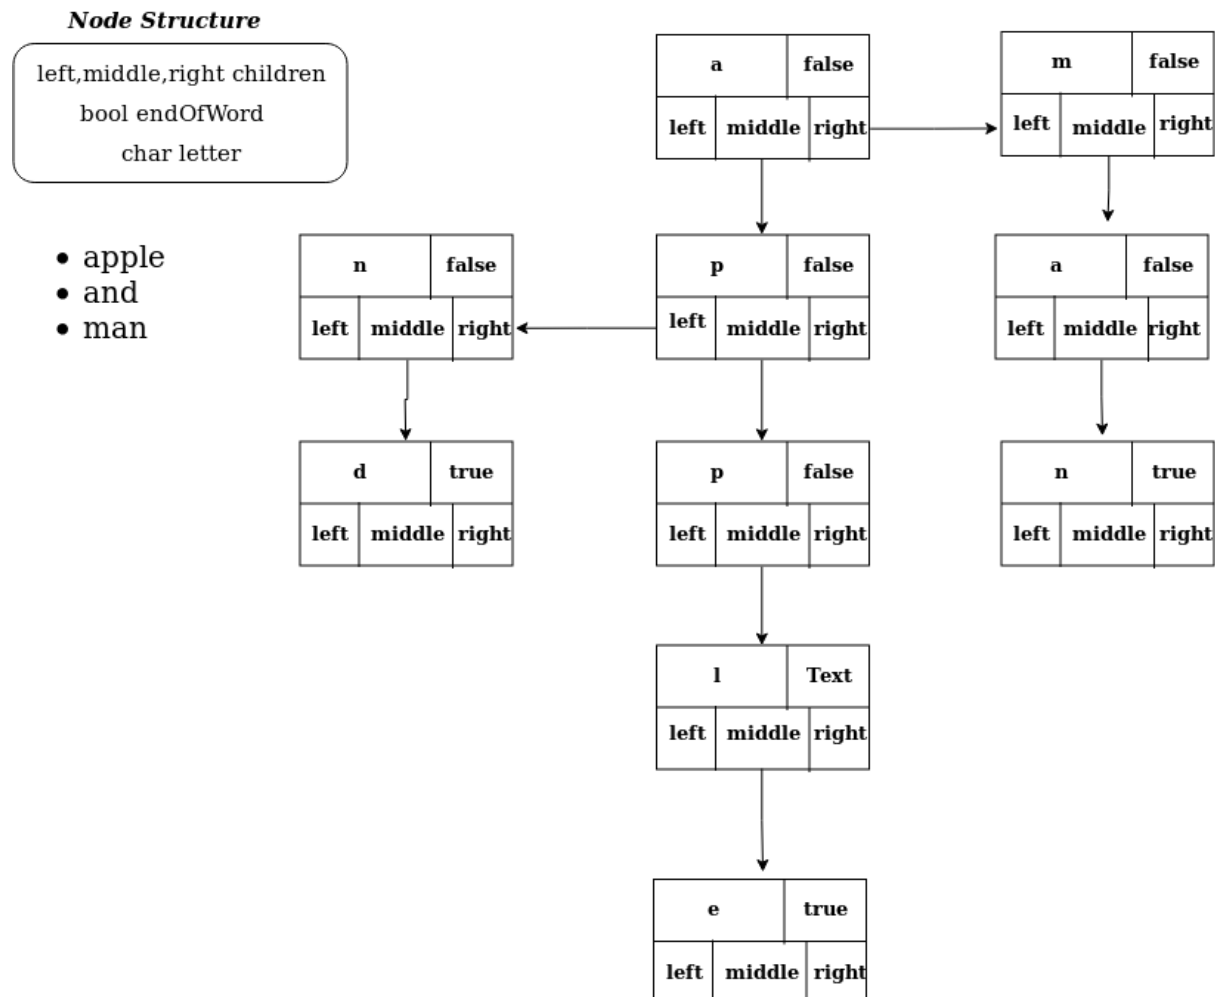 Node Structure
left,middle,right children
bool endOfWord
char letter
a false
left middle right
m false
left middle right
apple
and
man
n false
left middle right
p false
left middle right
a false
left middle right
d true
left middle right
p false
left middle right
n true
left middle right
l Text
left middle right
e true
left middle right